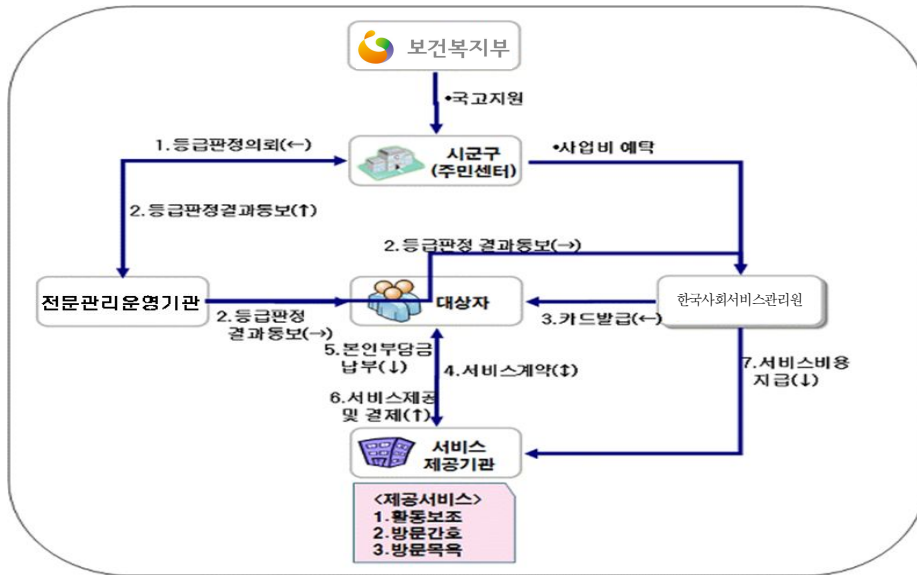 보건복지부
•국고지원
1.등급판정의뢰(←)
시군구
(주민센터)
•사업비 예탁
2.등급판정결과통보(↑)
2.등급판정 결과통보(→)
전문관리운영기관
대상자
한국사회서비스관리원
2.등급판정
결과통보(→)
3.카드발급(←)
5.본인부담금
납부(↓)
4.서비스계약(↕)
7.서비스비용
지급(↓)
6.서비스제공
및 결제(↑)
서비스
제공기관
<제공서비스>
1.활동보조
2.방문간호
3.방문목욕